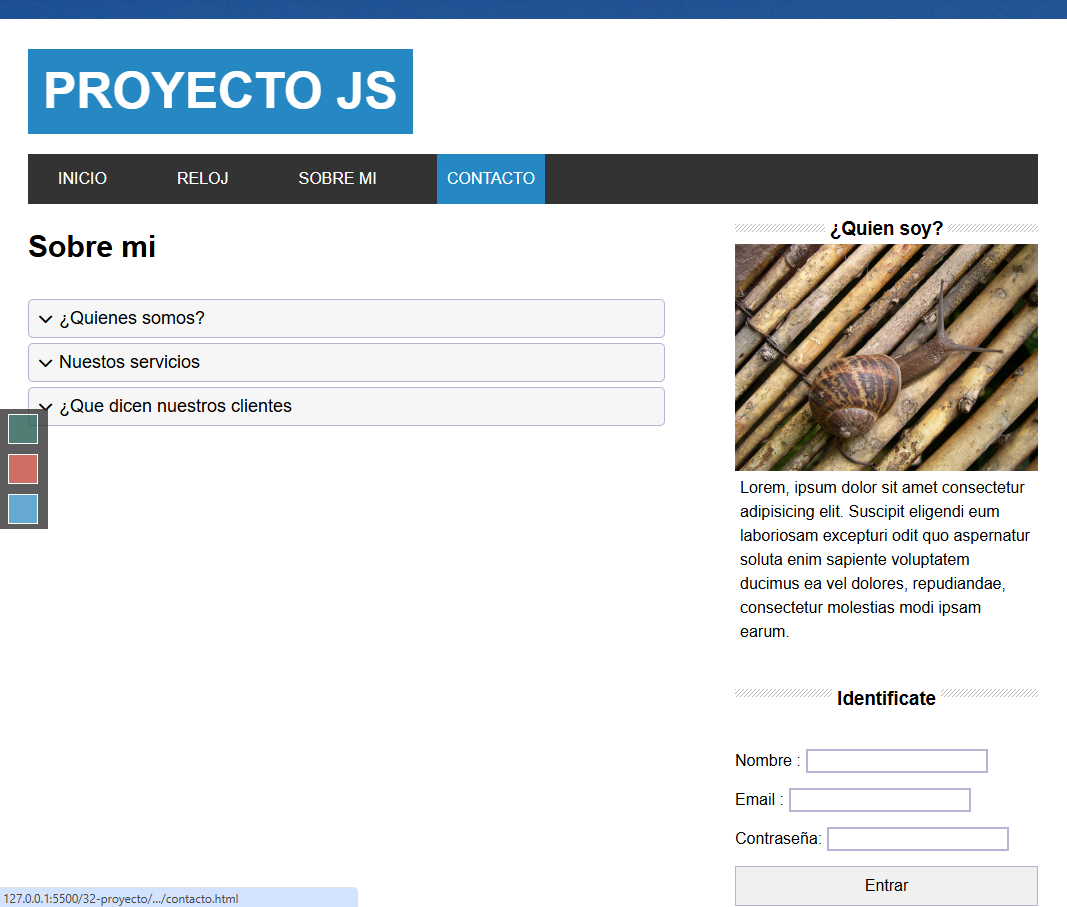 PROYECTO JS
INICIO RELOJ SOBRE MI CONTACTO
Sobre mi
¿Quienes somos?
Nuestos servicios
¿Que dicen nuestros clientes
¿Quien soy?
Lorem, ipsum dolor sit amet consectetur
adipisicing elit. Suscipit eligendi eum
laboriosam excepturi odit quo aspernatur
soluta enim sapiente voluptatem
ducimus ea vel dolores, repudiandae,
consectetur molestias modi ipsam
earum.
Identificate
Nombre :
Email :
Contraseña:
Entrar
127.0.0.1:5500/32-proyecto/.../contacto.html